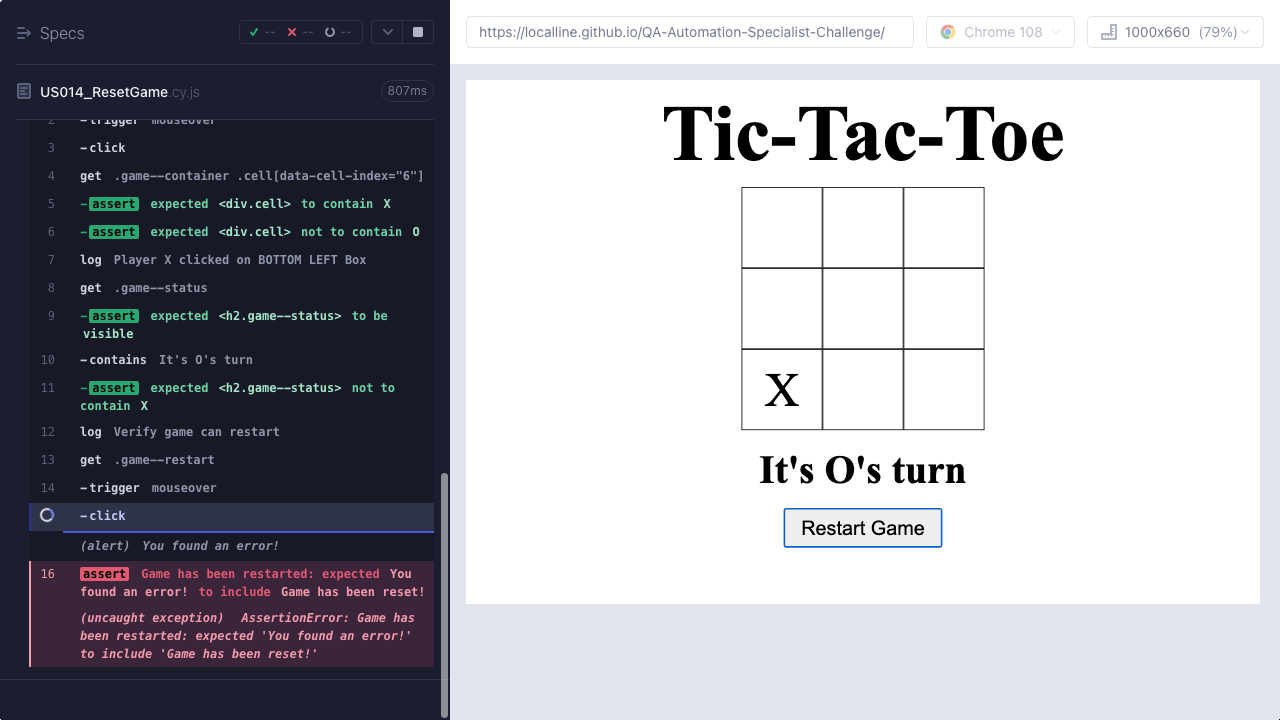 Specs
-- -- --
US014_ResetGame.cy.js 807ms
2 -trigger mouseover
3 -click
4 get .game--container .cell[data-cell-index="6"]
5 -assert expected <div.cell> to contain X
6 -assert expected <div.cell> not to contain O
7 log Player X clicked on BOTTOM LEFT Box
8 get .game--status
9 -assert expected <h2.game--status> to be
visible
10 -contains It's O's turn
11 -assert expected <h2.game--status> not to
contain X
12 log Verify game can restart
13 get .game--restart
14 -trigger mouseover
-click
(alert) You found an error!
16 assert Game has been restarted: expected You
found an error! to include Game has been reset!
(uncaught exception) AssertionError: Game has
been restarted: expected 'You found an error!'
to include 'Game has been reset!'
https://localline.github.io/QA-Automation-Specialist-Challenge/
Chrome 108
1000x660 (79%)
Tic-Tac-Toe
X
It's O's turn
Restart Game